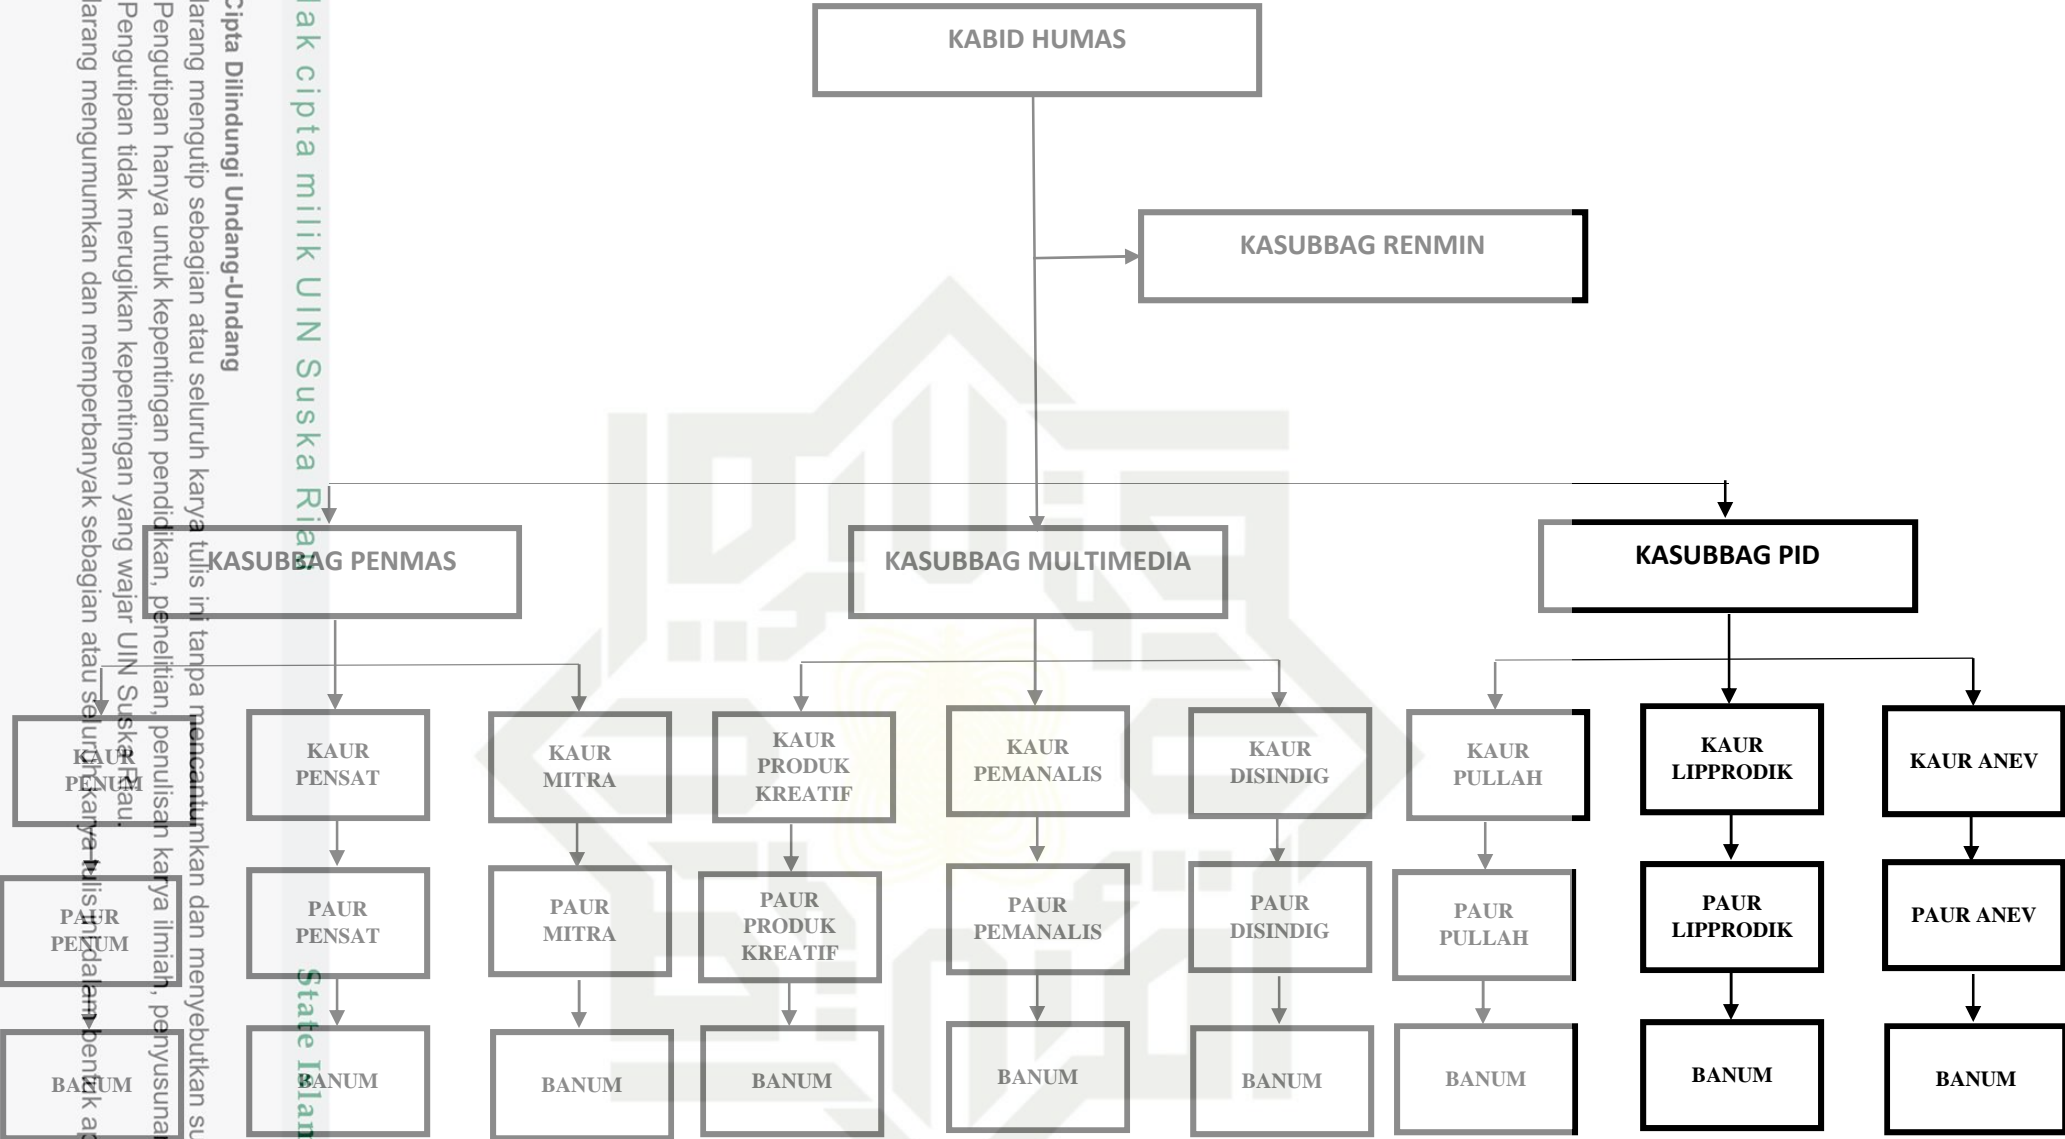 KABID HUMAS
KASUBBAG RENMIN
KASUBBAG PENMAS
KASUBBAG MULTIMEDIA
KASUBBAG PID
KAUR
PENUM
KAUR
PENSAT
KAUR
MITRA
KAUR
PRODUK
KREATIF
KAUR
PEMANALIS
KAUR
DISINDIG
KAUR
PULLAH
KAUR
LIPPRODIK
KAUR ANEV
PAUR
PENUM
PAUR
PENSAT
PAUR
MITRA
PAUR
PRODUK
KREATIF
PAUR
PEMANALIS
PAUR
DISINDIG
PAUR
PULLAH
PAUR
LIPPRODIK
PAUR ANEV
BANUM
BANUM
BANUM
BANUM
BANUM
BANUM
BANUM
BANUM
BANUM
cipta milik UIN Suska Riau
State Islam
Cipta Dilindungi Undang-Undang
larang mengutip sebagian atau seluruh karya tulis ini tanpa mencantumkan dan menyebutkan su
Pengutipan hanya untuk kepentingan pendidikan, penelitian, penulisan karya ilmiah, penyusunan
Pengutipan tidak merugikan kepentingan yang wajar UIN Suska Riau.
larang mengumumkan dan memperbanyak sebagian atau seluruh karya tulis ini dalam bentuk ap